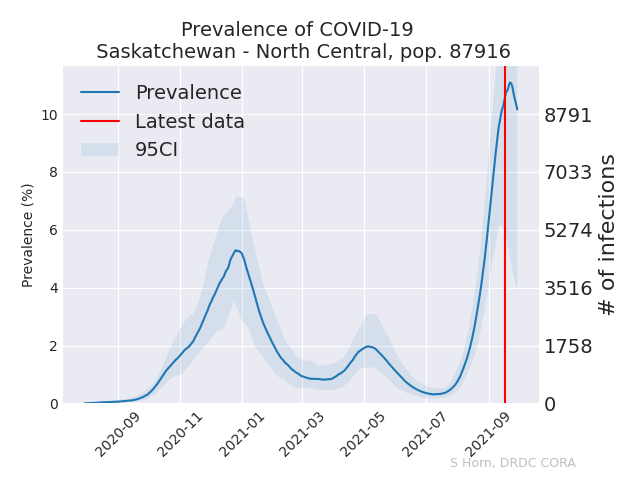 Prevalence of COVID-19
Saskatchewan - North Central, pop. 87916
Prevalence
Latest data
95CI
Prevalence (%)
10
8
6
4
2
0
8791
7033
5274
3516
1758
0
# of infections
2020-09
2020-11
2021-01
2021-03
2021-05
2021-07
2021-09
S Horn, DRDC CORA